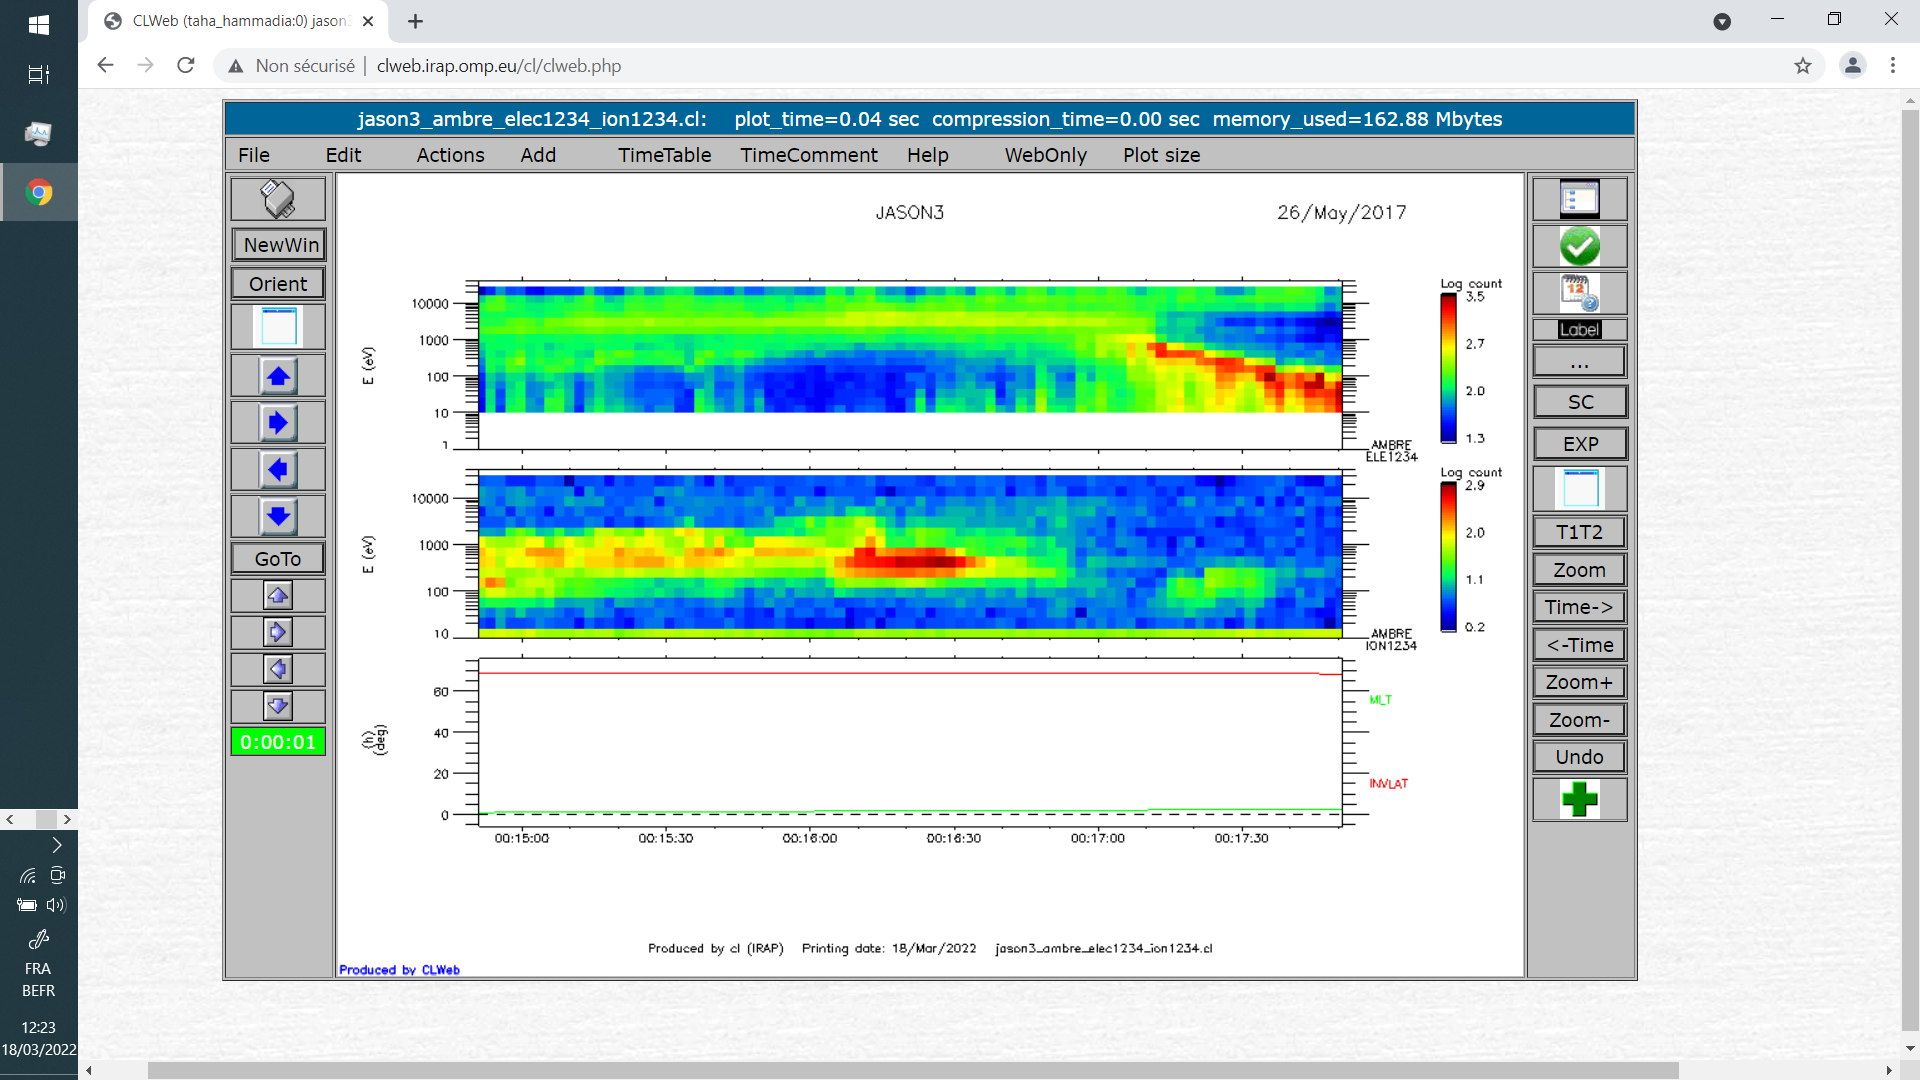 CLWeb (taha_hammadia:0) jason3
Non sécurisé | clweb.irap.omp.eu/cl/clweb.php
jason3_ambre_elec1234_ion1234.cl: plot_time=0.04 sec compression_time=0.00 sec memory_used=162.88 Mbytes
File Edit Actions Add TimeTable TimeComment Help WebOnly Plot size
NewWin
Orient
GoTo
0:00:01
JASON3 26/May/2017
10000
1000
100
10
1
E (eV)
AMBRE
ELE1234
Log count
3.5
2.7
2.0
1.3
10000
1000
100
10
E (eV)
AMBRE
ION1234
Log count
2.9
2.0
1.1
0.2
60
40
20
0
(h)
(deg)
MLT
INVLAT
00:15:00 00:15:30 00:16:00 00:16:30 00:17:00 00:17:30
Produced by cl (IRAP) Printing date: 18/Mar/2022 jason3_ambre_elec1234_ion1234.cl
Produced by CLWeb
12
Label
...
SC
EXP
T1T2
Zoom
Time->
<-Time
Zoom+
Zoom-
Undo
FRA
BEFR
12:23
18/03/2022